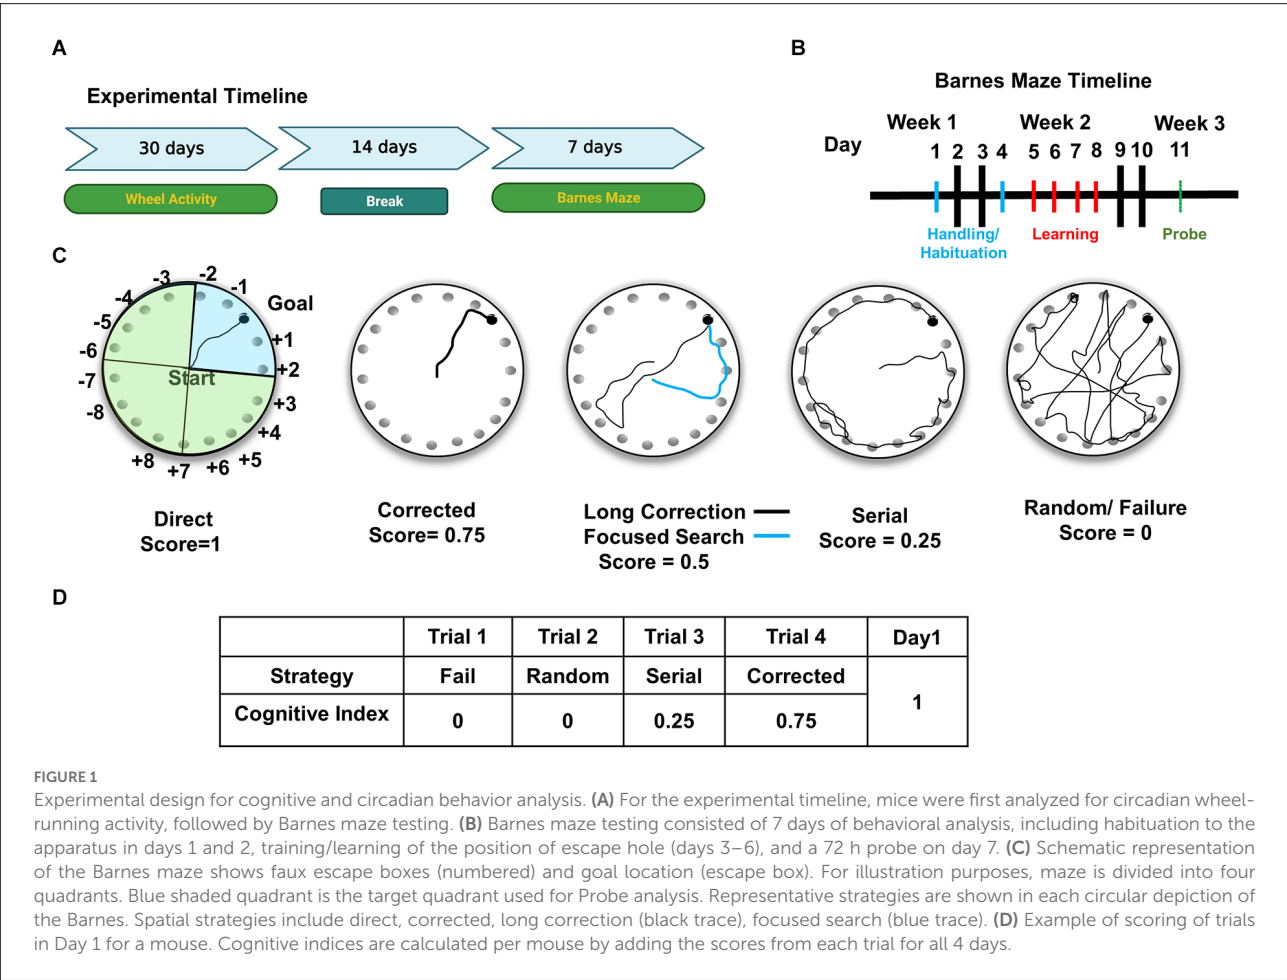 A
Experimental Timeline
30 days
14 days
7 days
Wheel Activity
Break
Barnes Maze
B
Barnes Maze Timeline
Week 1
Week 2
Week 3
Day
1 2 3 4 5 6 7 8 9 10 11
Handling/
Habituation
Learning
Probe
C
-3
-2
-1
-4
Goal
-5
+1
-6
+2
Start
-7
-8
+3
+4
+8
+7
+6
+5
Direct
Score=1
Corrected
Score= 0.75
Long Correction
Focused Search
Score = 0.5
Serial
Score = 0.25
Random/ Failure
Score = 0
D
Trial 1 Trial 2 Trial 3 Trial 4 Day1
Strategy Fail Random Serial Corrected
1
Cognitive Index 0 0 0.25 0.75
FIGURE 1
Experimental design for cognitive and circadian behavior analysis. (A) For the experimental timeline, mice were first analyzed for circadian wheel-
running activity, followed by Barnes maze testing. (B) Barnes maze testing consisted of 7 days of behavioral analysis, including habituation to the
apparatus in days 1 and 2, training/learning of the position of escape hole (days 3–6), and a 72 h probe on day 7. (C) Schematic representation
of the Barnes maze shows faux escape boxes (numbered) and goal location (escape box). For illustration purposes, maze is divided into four
quadrants. Blue shaded quadrant is the target quadrant used for Probe analysis. Representative strategies are shown in each circular depiction of
the Barnes. Spatial strategies include direct, corrected, long correction (black trace), focused search (blue trace). (D) Example of scoring of trials
in Day 1 for a mouse. Cognitive indices are calculated per mouse by adding the scores from each trial for all 4 days.